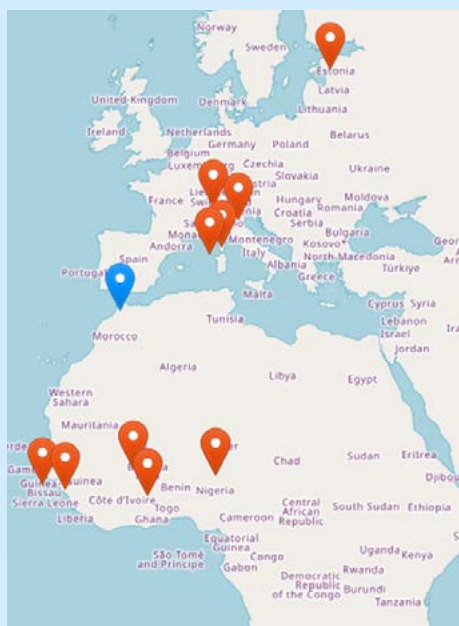 Norway
Sweden
Estonia
Latvia
Lithuania
United Kingdom
Denmark
Ireland
Netherlands
Belarus
Germany
Poland
Belgium
Luxembourg
Czechia
Slovakia
Ukraine
France
Hungary
Moldova
Croatia
Romania
Serbia
Andorra
Montenegro
Bulgaria
Kosovo*
Italy
North Macedonia
Spain
Portugal
Albania
Greece
Türkiye
Malta
Cyprus
Syria
Tunisia
Lebanon
Israel
Morocco
Jordan
Algeria
Libya
Egypt
Western
Sahara
Mauritania
Chad
Sudan
Eritrea
Guinea
Bissau
Benin
Nigeria
Sierra Leone
Côte d'Ivoire
Togo
Liberia
Ghana
Cameroon
Central
African
Republic
South Sudan
Ethiopia
Equatorial
Guinea
São Tomé
and Príncipe
Gabon
Congo
Uganda
Kenya
Rwanda
Democratic
Republic
of the Congo
Burundi
Tanzania